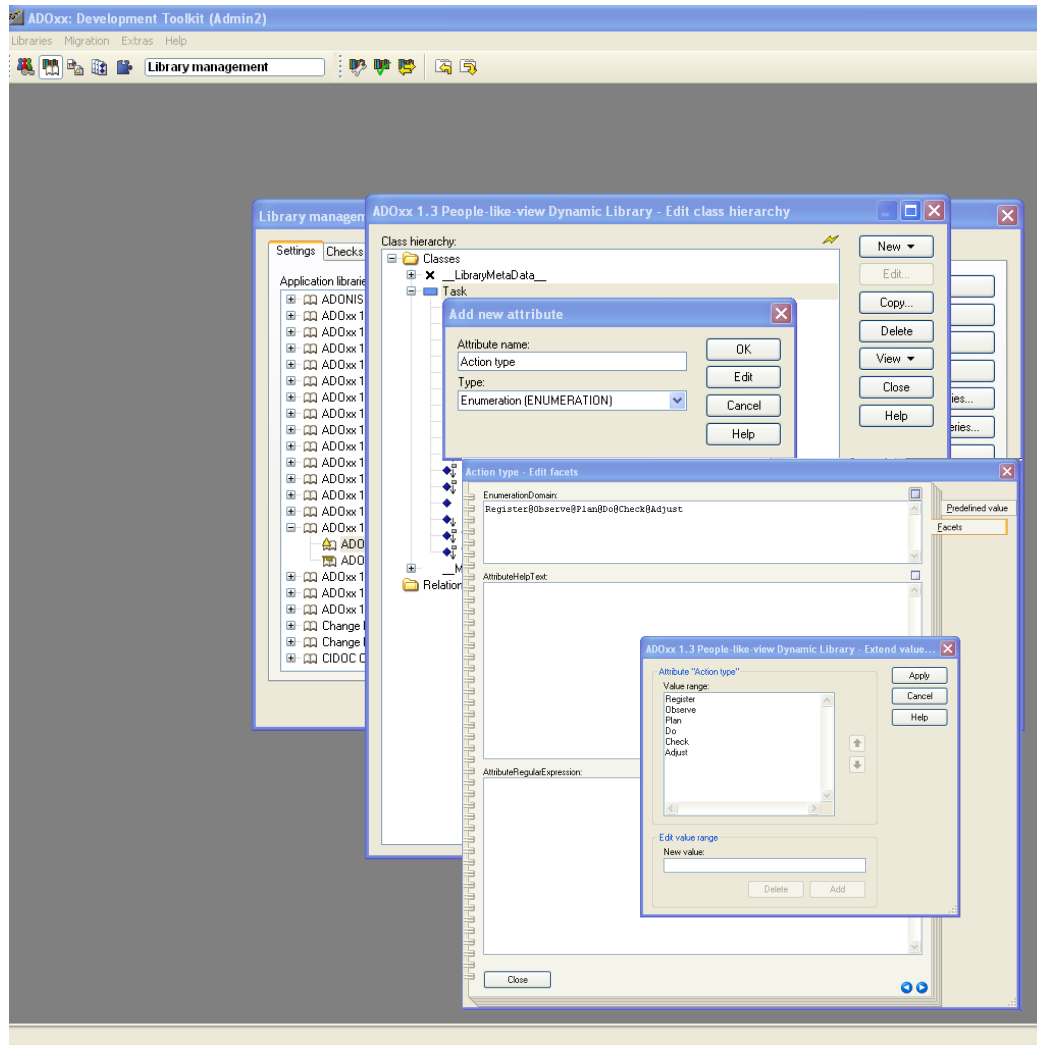 ADOxx: Development Toolkit (Admin2)
Libraries Migration Extras Help
Library management
Library managem
ADOxx 1.3 People-like-view Dynamic Library - Edit class hierarchy
Settings Checks
Application librarie
ADONIS
ADOxx 1
ADOxx 1
ADOxx 1
ADOxx 1
ADOxx 1
ADOxx 1
ADOxx 1
ADOxx 1
ADOxx 1
ADOxx 1
ADOxx 1
ADOxx 1
ADOxx 1
ADOxx 1
ADO
ADO
ADOxx 1
ADOxx 1
ADOxx 1
Change
Change
CIDOC C
Class hierarchy:
Classes
__LibraryMetaData__
Task
__M
Relation
New
Edit...
Copy...
Delete
View
Close
Help
ies...
eries...
Add new attribute
Attribute name:
Action type
Type:
Enumeration (ENUMERATION)
OK
Edit
Cancel
Help
Action type - Edit facets
EnumerationDomain:
Register@Observe@Plan@Do@Check@Adjust
Predefined value
Facets
AttributeHelpText:
AttributeRegularExpression:
Close
ADOxx 1.3 People-like-view Dynamic Library - Extend value...
Attribute "Action type"
Value range:
Register
Observe
Plan
Do
Check
Adjust
Apply
Cancel
Help
Edit value range
New value:
Delete Add